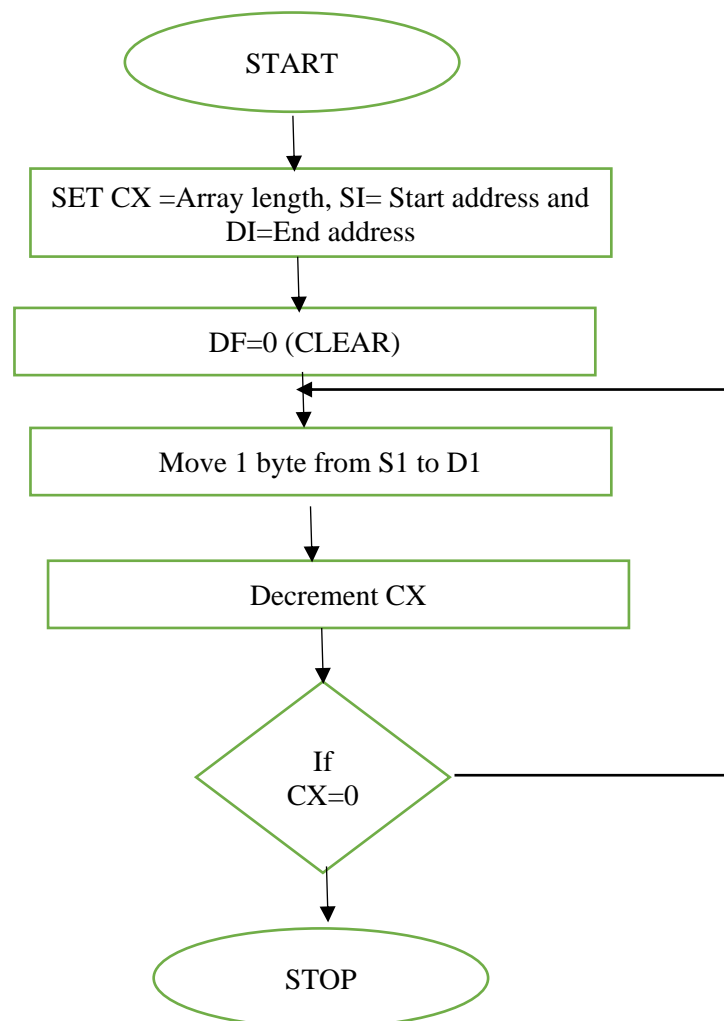 START
SET CX =Array length, SI= Start address and
DI=End address
DF=0 (CLEAR)
Move 1 byte from S1 to D1
Decrement CX
If
CX=0
STOP